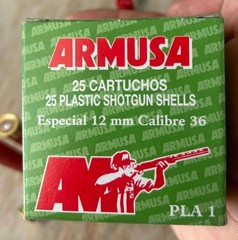 ARMUSA
25 CARTUCHOS
25 PLASTIC SHOTGUN SHELLS
Especial 12 mm Calibre 36
AM
PLA 1